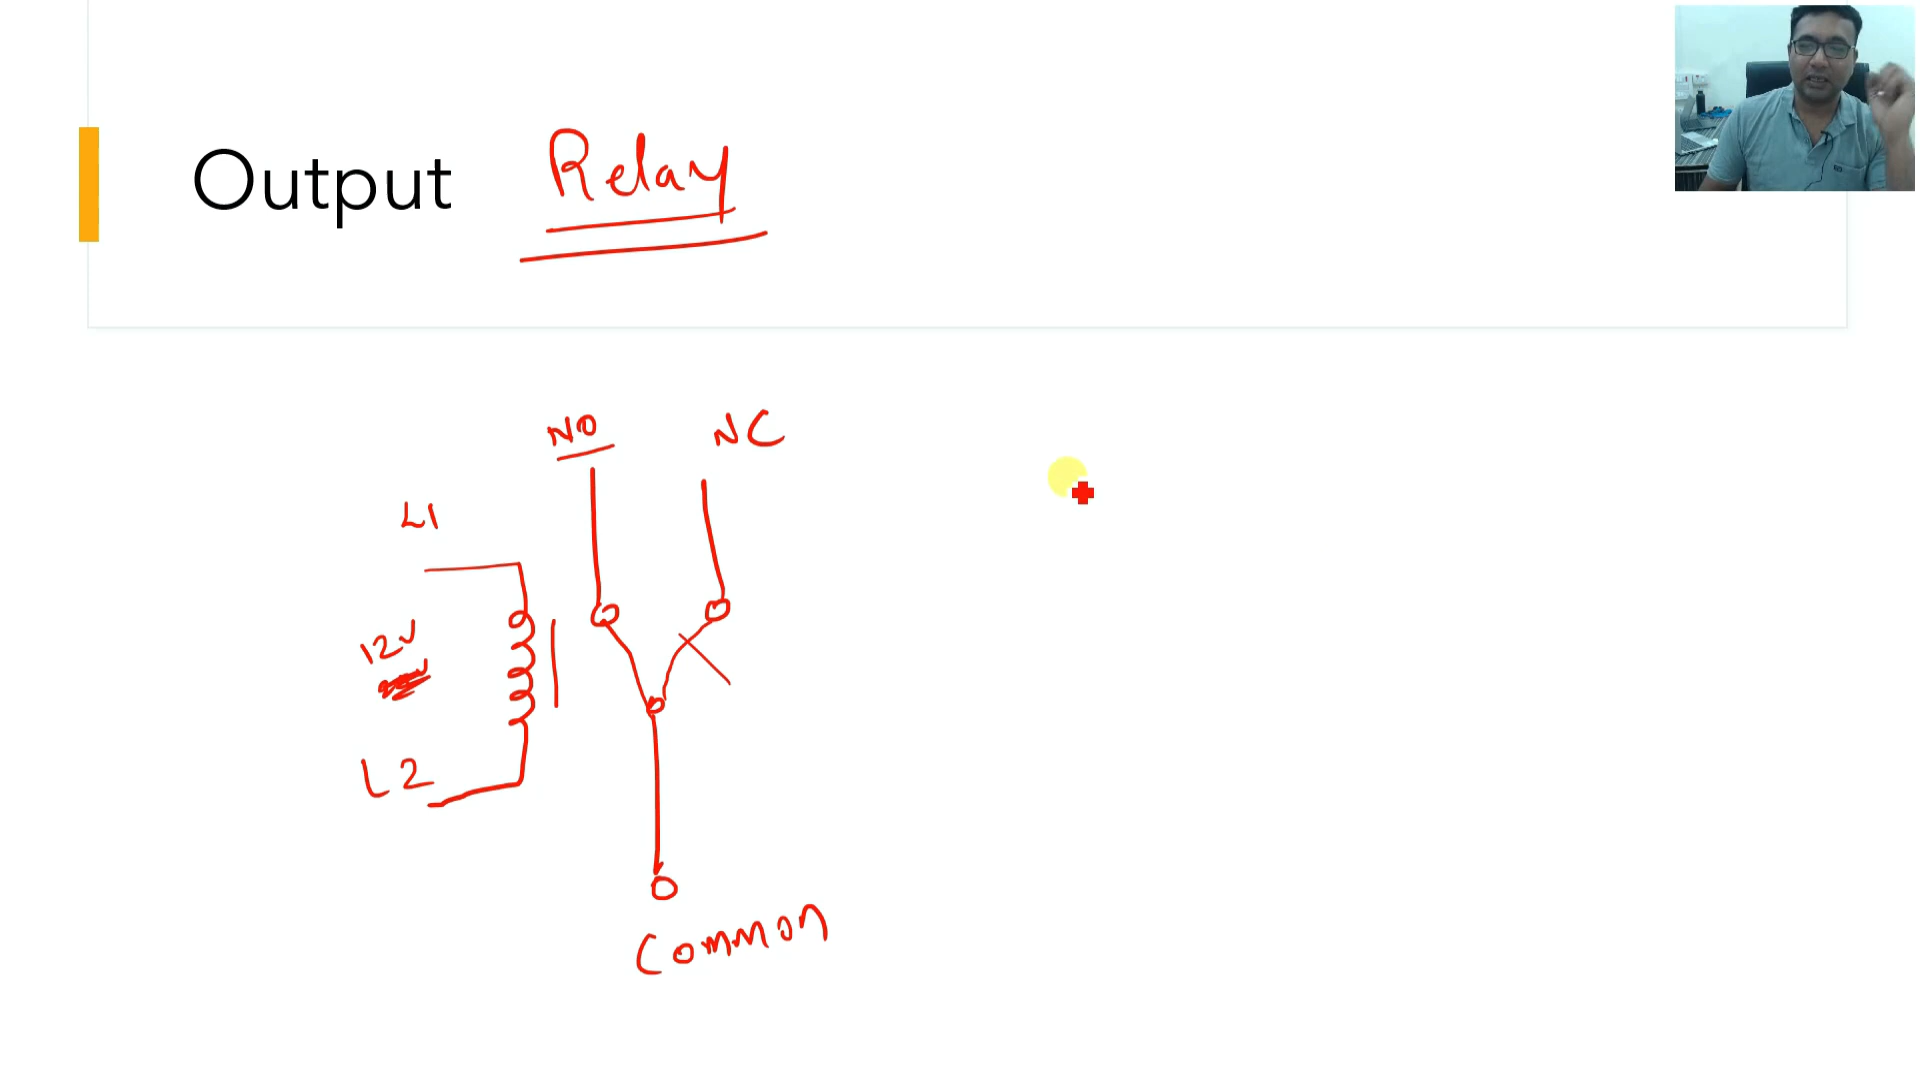 Output Relay
NO NC
L1
12V
L2
Common